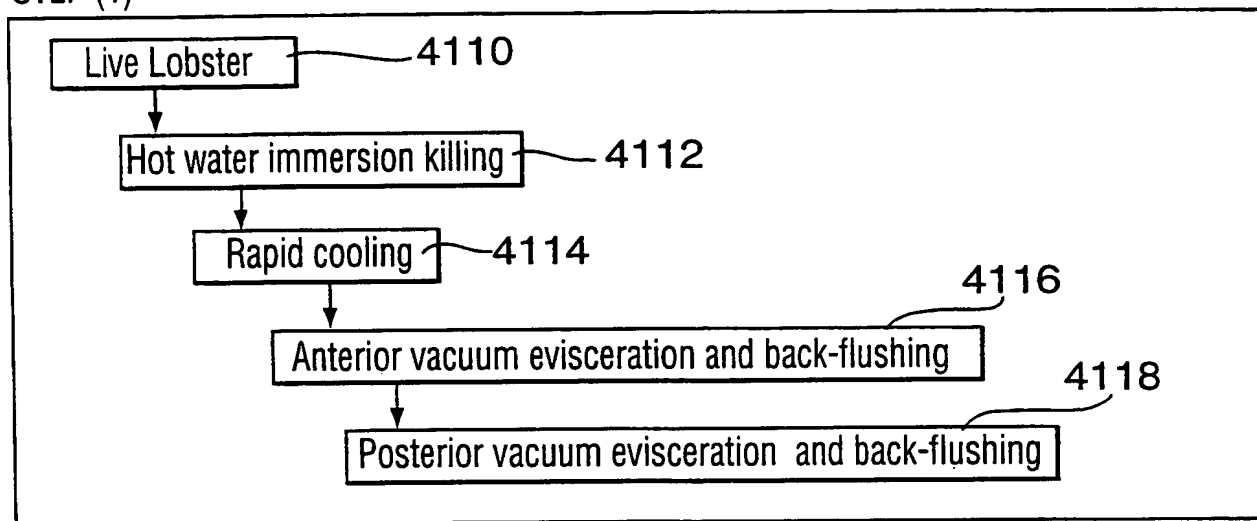 Live Lobster 4110
Hot water immersion killing 4112
Rapid cooling 4114
4116
Anterior vacuum evisceration and back-flushing
4118
Posterior vacuum evisceration and back-flushing